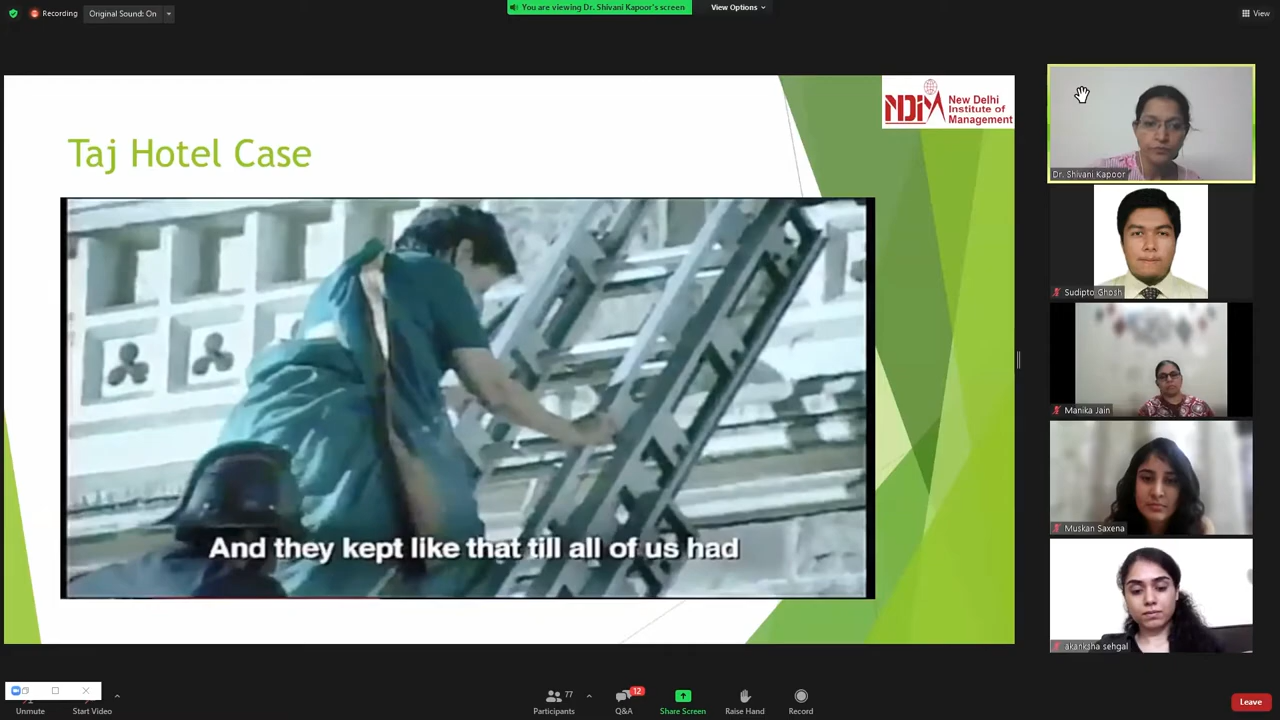 Recording
Original Sound: On
You are viewing Dr. Shivani Kapoor's screen
View Options
View
NDiM
New Delhi
Institute of
Management
Taj Hotel Case
And they kept like that till all of us had
Dr. Shivani Kapoor
Sudipto Ghosh
Manika Jain
Muskan Saxena
akanksha sehgal
Unmute
Start Video
77
Participants
12
Q&A
Share Screen
Raise Hand
Record
Leave